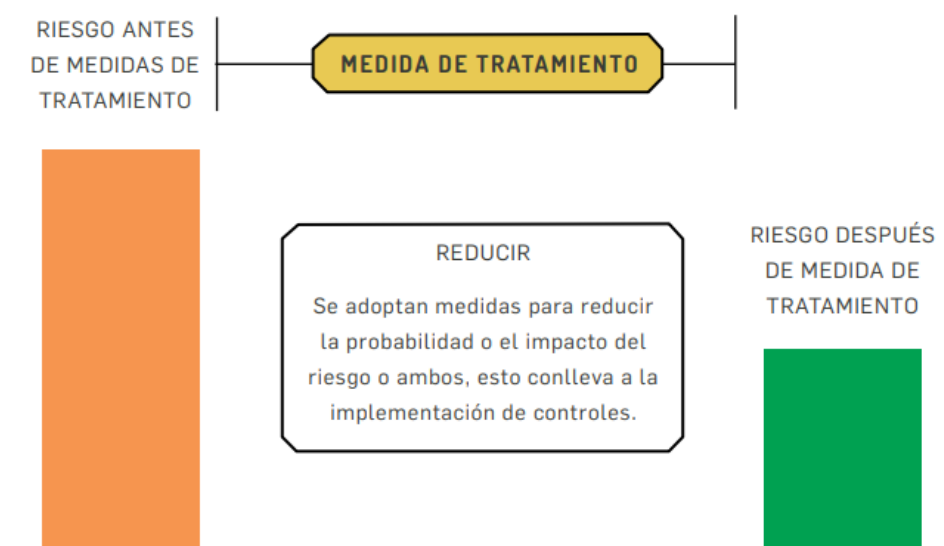 RIESGO ANTES
DE MEDIDAS DE
TRATAMIENTO
MEDIDA DE TRATAMIENTO
REDUCIR
Se adoptan medidas para reducir
la probabilidad o el impacto del
riesgo o ambos, esto conlleva a la
implementación de controles.
RIESGO DESPUÉS
DE MEDIDA DE
TRATAMIENTO